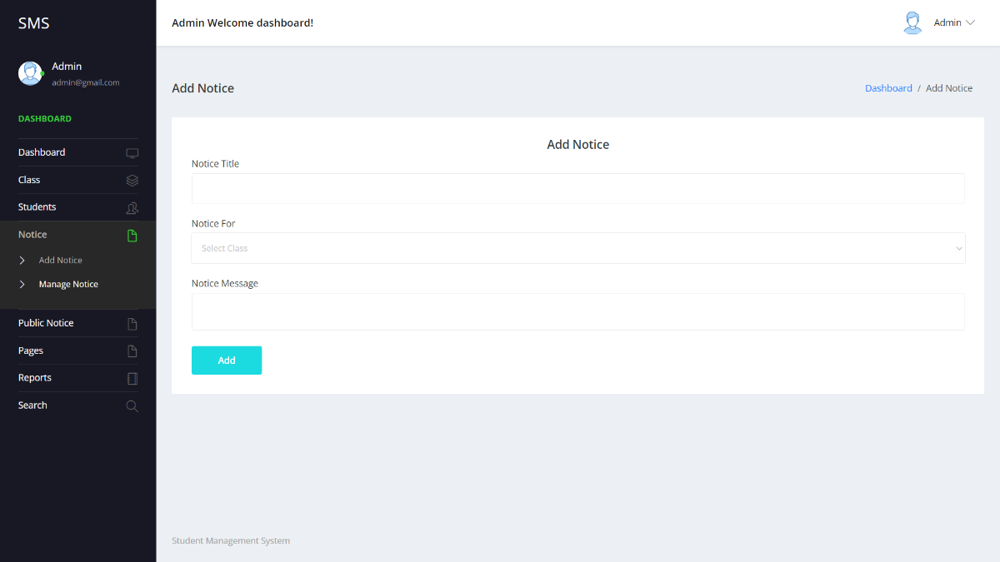 SMS
Admin Welcome dashboard!
Admin
Admin
admin@gmail.com
DASHBOARD
Dashboard
Class
Students
Notice
Add Notice
Manage Notice
Public Notice
Pages
Reports
Search
Add Notice
Dashboard / Add Notice
Add Notice
Notice Title
Notice For
Select Class
Notice Message
Add
Student Management System